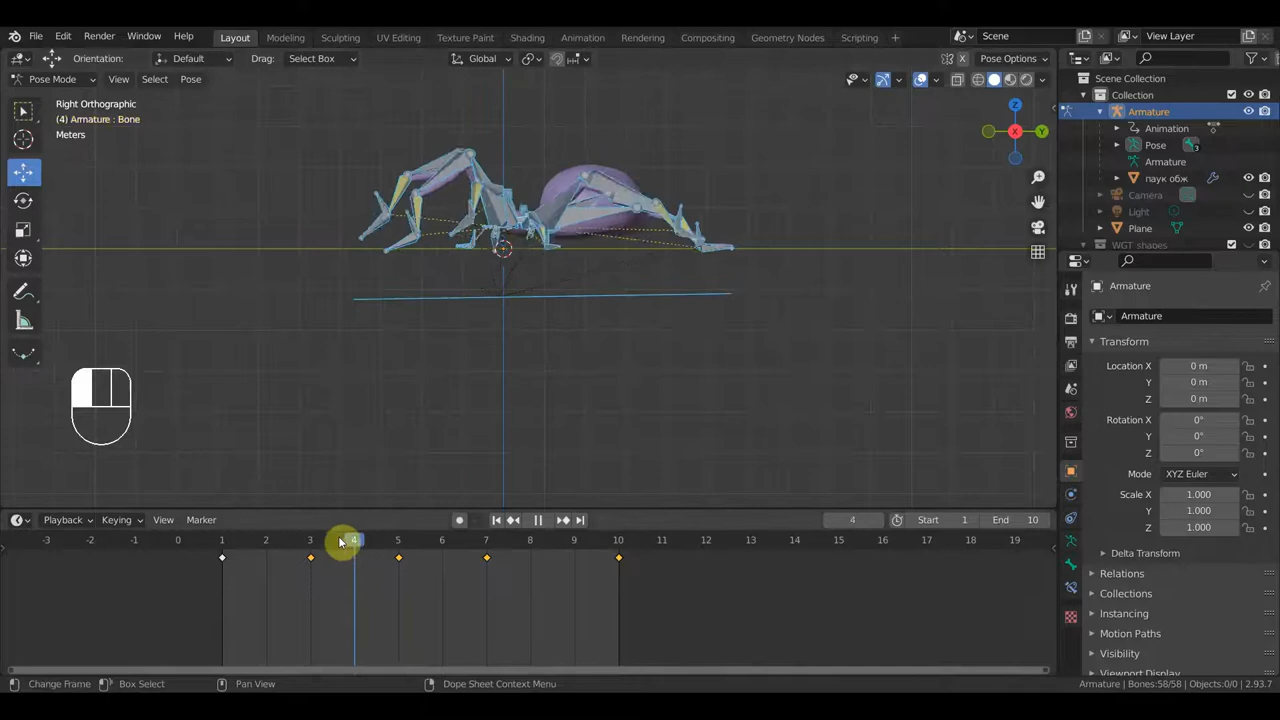 File Edit Render Window Help Layout Modeling Sculpting UV Editing Texture Paint Shading Animation Rendering Compositing Geometry Nodes Scripting + Scene View Layer
Orientation: Default Drag: Select Box Global Pose Options
Pose Mode View Select Pose
Right Orthographic
(4) Armature : Bone
Meters
Z
X
Y
Scene Collection
Collection
Armature
Animation
Pose 3
Armature
паук обж
Camera
Light
Plane
WGT shapes
Armature
Armature
Transform
Location X 0 m
Y 0 m
Z 0 m
Rotation X 0°
Y 0°
Z 0°
Mode XYZ Euler
Scale X 1.000
Y 1.000
Z 1.000
Delta Transform
Relations
Collections
Instancing
Motion Paths
Visibility
Viewport Display
Playback Keying View Marker 4 Start 1 End 10
-3 -2 -1 0 1 2 3 4 5 6 7 8 9 10 11 12 13 14 15 16 17 18 19
Change Frame Box Select Pan View Dope Sheet Context Menu Armature | Bones:58/58 | Objects:0/0 | 2.93.7